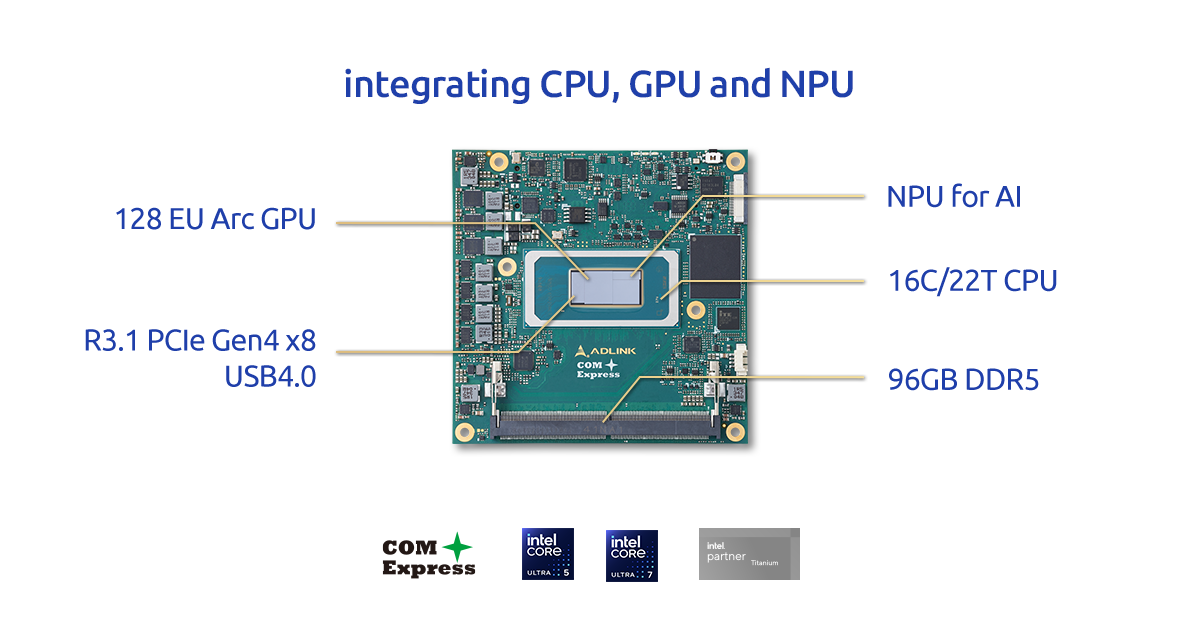 integrating CPU, GPU and NPU
128 EU Arc GPU
NPU for AI
16C/22T CPU
R3.1 PCIe Gen4 x8
USB4.0
ADLINK
COM
Express
96GB DDR5
COM
Express
intel
CORE
ULTRA 5
intel
CORE
ULTRA 7
intel
partner
Titanium